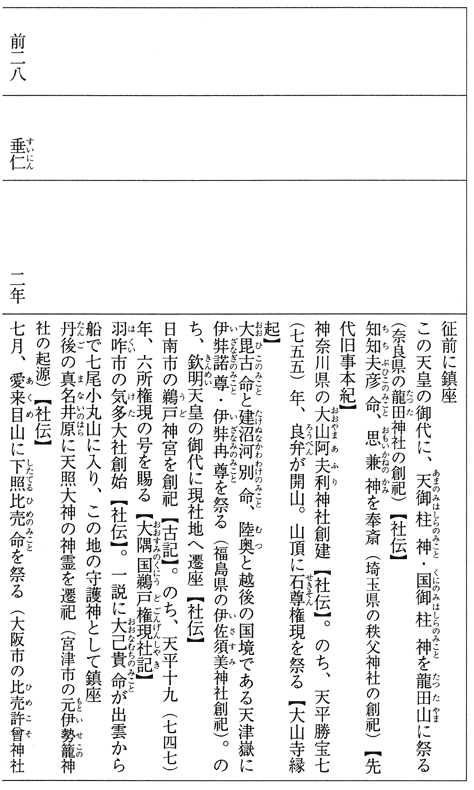 前二八
垂仁
すいにん
二年
征前に鎮座
この天皇の御代に、天御柱神・国御柱神を龍田山に祭る
（奈良県の龍田神社の創祀）【社伝】
知知夫彦命、思兼神を奉斎（埼玉県の秩父神社の創祀）【先
代旧事本紀】
神奈川県の大山阿夫利神社創建【社伝】。のち、天平勝宝七
（七五五）年、良弁が開山。山頂に石尊権現を祭る【大山寺縁
起】
大毘古命と建沼河別命、陸奥と越後の国境である天津嶽に
伊弉諾尊・伊弉冉尊を祭る（福島県の伊佐須美神社創祀）。の
ち、欽明天皇の御代に現社地へ遷座【社伝】
日南市の鵜戸神宮を創祀【古記】。のち、天平十九（七四七）
年、六所権現の号を賜る【大隅国鵜戸権現社記】
羽咋市の気多大社創始【社伝】。一説に大己貴命が出雲から
船で七尾小丸山に入り、この地の守護神として鎮座
丹後の真名井原に天照大神の神霊を遷祀（宮津市の元伊勢籠神
社の起源）【社伝】
七月、愛来目山に下照比売命を祭る（大阪市の比売許曾神社